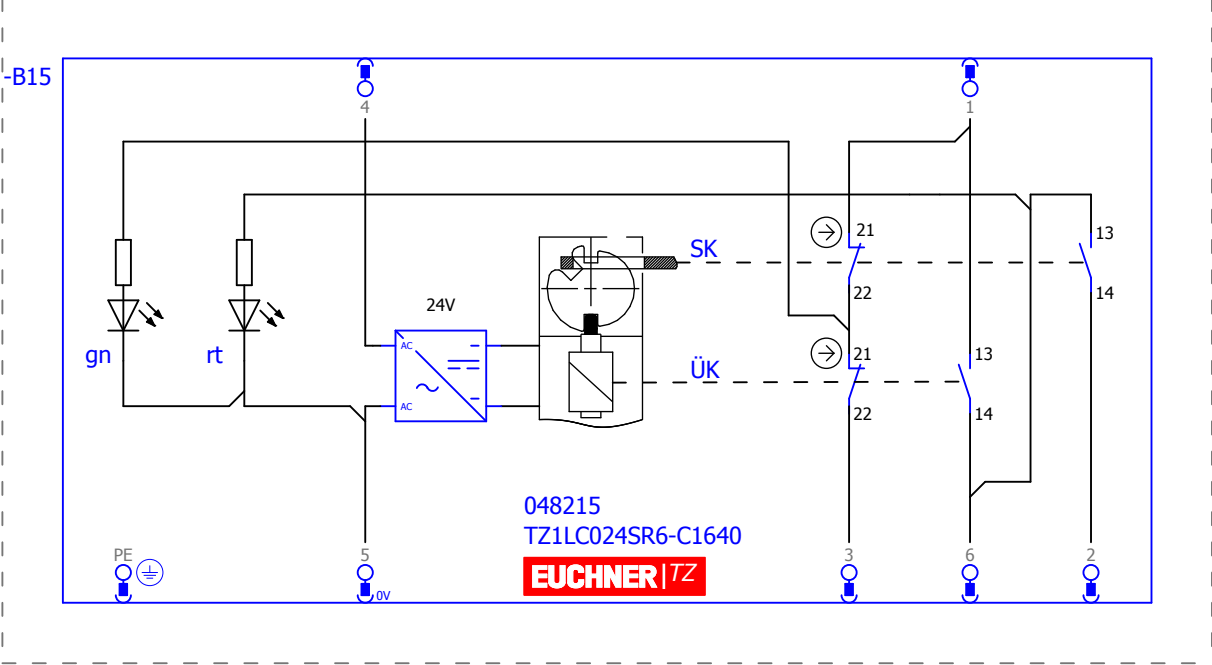 -B15
4
1
21
13
SK
22
14
24V
gn
rt
AC
21
13
ÜK
AC
22
14
048215
TZ1LC024SR6-C1640
PE
5
3
6
2
EUCHNER|TZ
0V